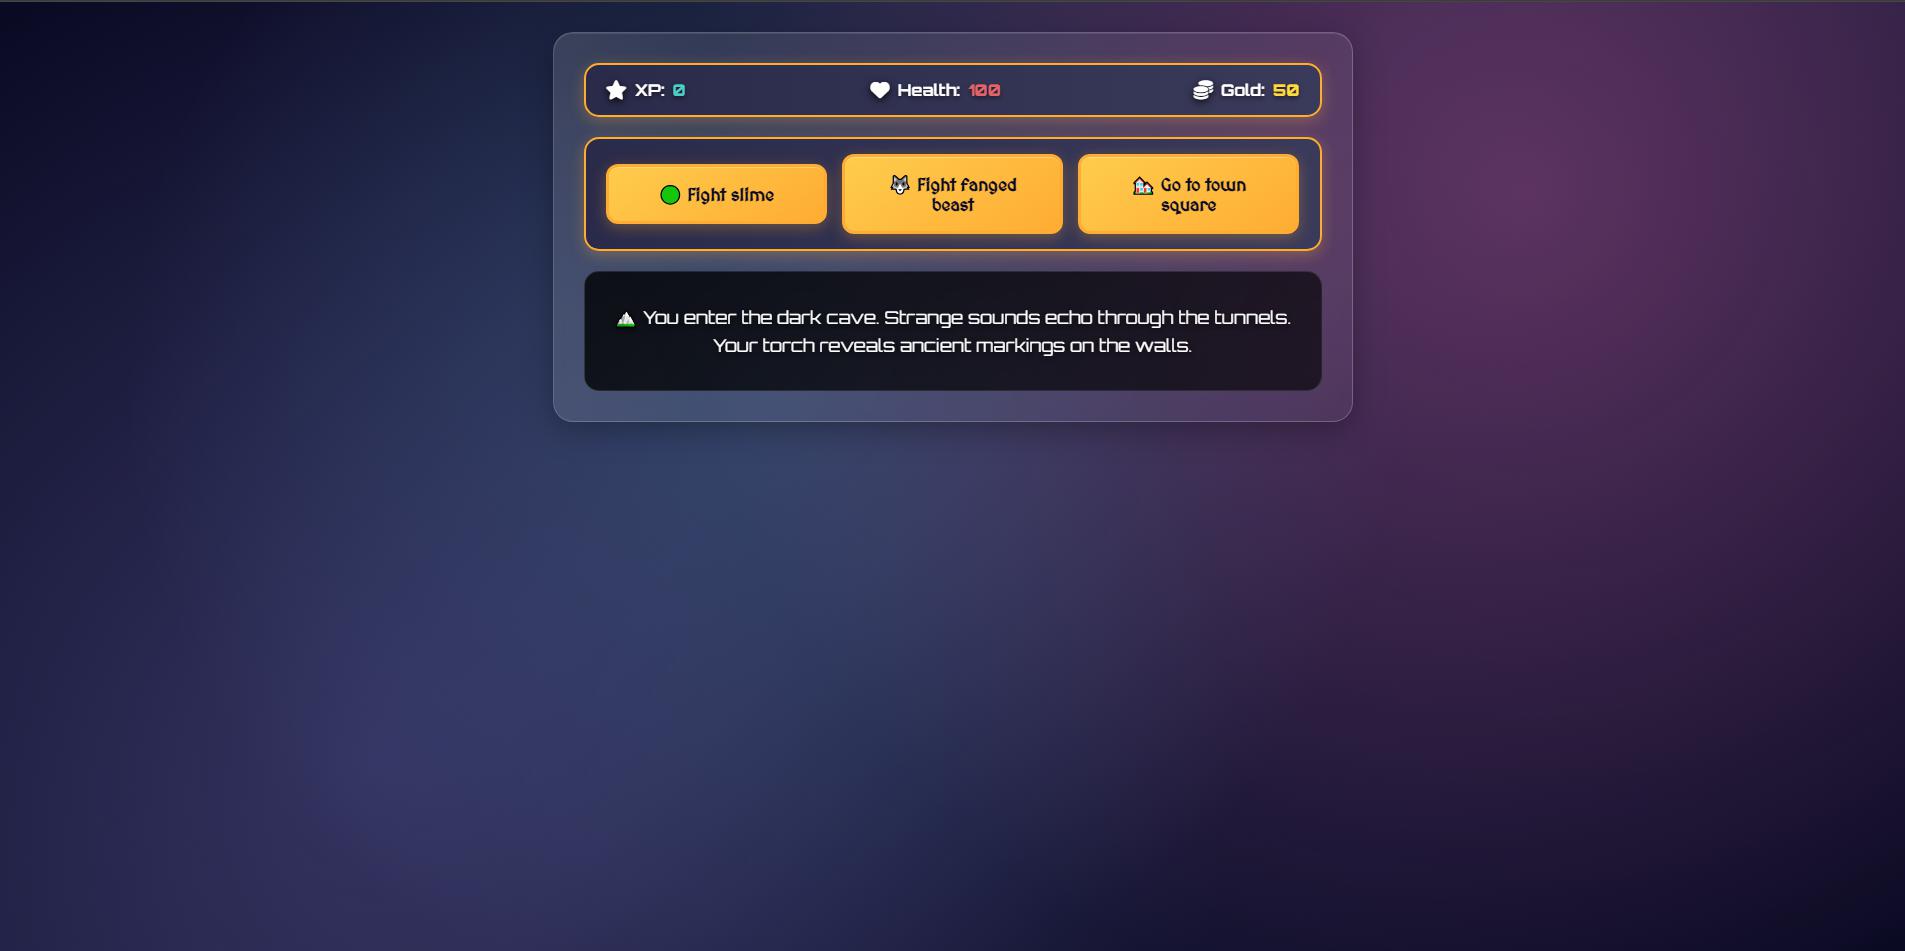 XP: 0 Health: 100 Gold: 50
Fight slime
Fight fanged
beast
Go to town
square
You enter the dark cave. Strange sounds echo through the tunnels.
Your torch reveals ancient markings on the walls.